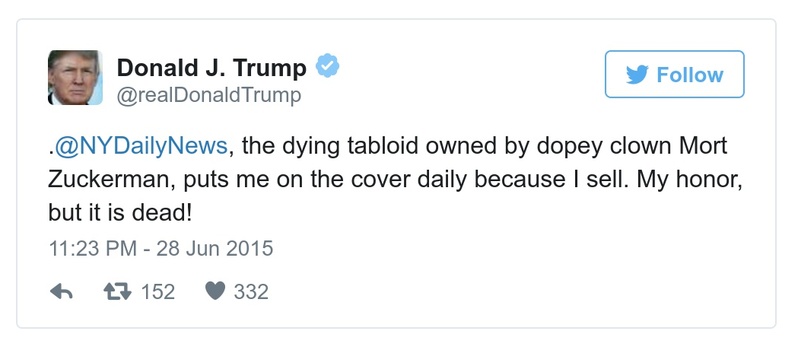 Donald J. Trump
Follow
@realDonaldTrump
.@NYDailyNews, the dying tabloid owned by dopey clown Mort
Zuckerman, puts me on the cover daily because I sell. My honor,
but it is dead!
11:23 PM - 28 Jun 2015
152 332